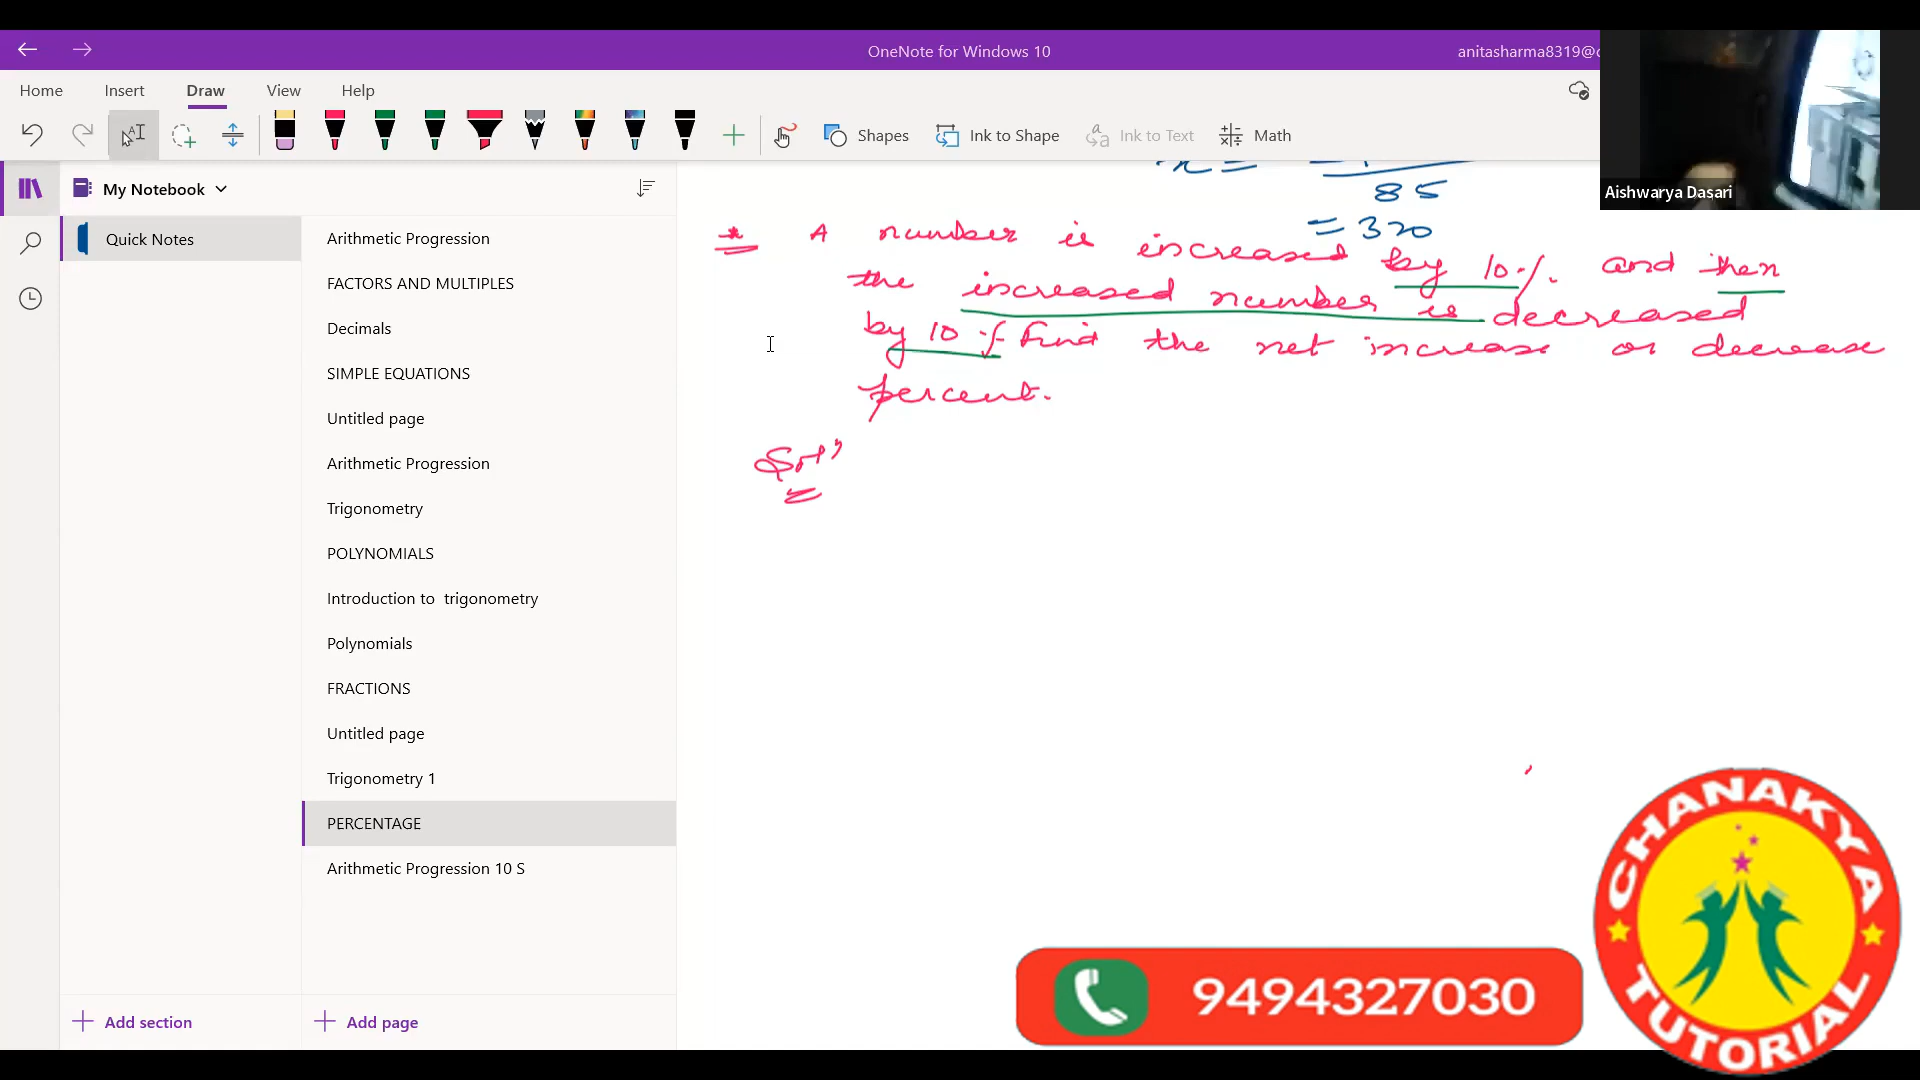 OneNote for Windows 10
anitasharma8319@
Home
Insert
Draw
View
Help
Shapes
Ink to Shape
Ink to Text
Math
Aishwarya Dasari
My Notebook
Quick Notes
Arithmetic Progression
FACTORS AND MULTIPLES
Decimals
SIMPLE EQUATIONS
Untitled page
Arithmetic Progression
Trigonometry
POLYNOMIALS
Introduction to trigonometry
Polynomials
FRACTIONS
Untitled page
Trigonometry 1
PERCENTAGE
Arithmetic Progression 10 S
Add section
Add page
85
= 320
* A number is increased by 10% and then
the increased number is decreased
by 10% Find the net increase or decrease
percent.
9494327030
CHANAKYA
TUTORIAL